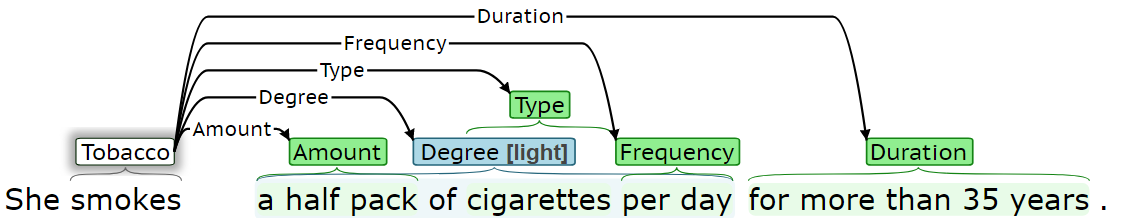 Duration
Frequency
Type
Degree
Type
Amount
Tobacco Amount Degree [light] Frequency Duration
She smokes a half pack of cigarettes per day for more than 35 years .